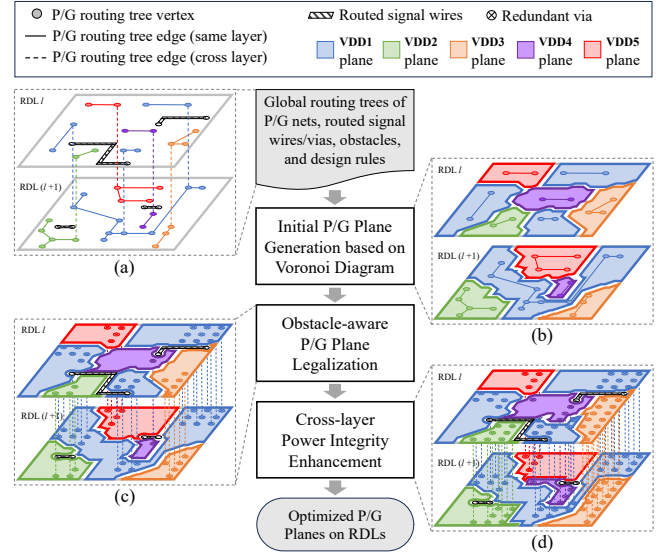 P/G routing tree vertex
Routed signal wires
Redundant via
P/G routing tree edge (same layer)
P/G routing tree edge (cross layer)
VDD1 plane
VDD2 plane
VDD3 plane
VDD4 plane
VDD5 plane
RDL l
RDL (l+1)
(a)
Global routing trees of
P/G nets, routed signal
wires/vias, obstacles,
and design rules
Initial P/G Plane
Generation based on
Voronoi Diagram
RDL l
RDL (l+1)
(b)
Obstacle-aware
P/G Plane
Legalization
RDL l
RDL (l+1)
(c)
Cross-layer
Power Integrity
Enhancement
RDL l
RDL (l+1)
(d)
Optimized P/G
Planes on RDLs